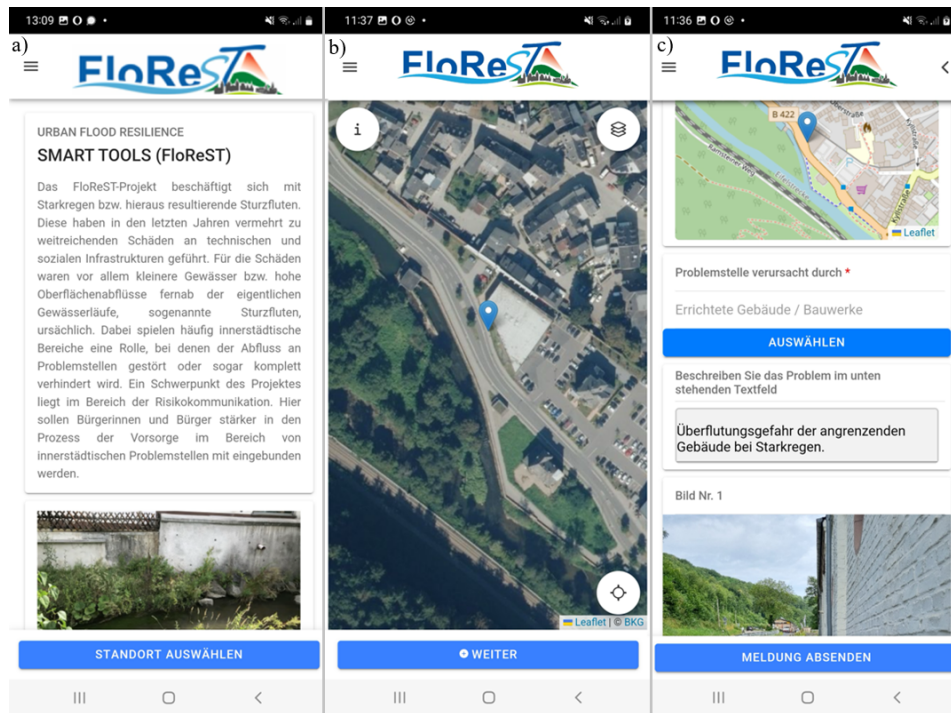 13:09
a)
FloReST
URBAN FLOOD RESILIENCE
SMART TOOLS (FloReST)
Das FloReST-Projekt beschäftigt sich mit
Starkregen bzw. hieraus resultierende Sturzfluten.
Diese haben in den letzten Jahren vermehrt zu
weitreichenden Schäden an technischen und
sozialen Infrastrukturen geführt. Für die Schäden
waren vor allem kleinere Gewässer bzw. hohe
Oberflächenabflüsse fernab der eigentlichen
Gewässerläufe, sogenannte Sturzfluten,
ursächlich. Dabei spielen häufig innerstädtische
Bereiche eine Rolle, bei denen der Abfluss an
Problemstellen gestört oder sogar komplett
verhindert wird. Ein Schwerpunkt des Projektes
liegt im Bereich der Risikokommunikation. Hier
sollen Bürgerinnen und Bürger stärker in den
Prozess der Vorsorge im Bereich von
innerstädtischen Problemstellen mit eingebunden
werden.
STANDORT AUSWÄHLEN
11:37
b)
FloReST
i
Leaflet | © BKG
WEITER
11:36
c)
FloReST
B 422
Oberstraße
Ramsteiner Weg
Eifelstrecke
Kyllstraße
P
Leaflet
Problemstelle verursacht durch *
Errichtete Gebäude / Bauwerke
AUSWÄHLEN
Beschreiben Sie das Problem im unten
stehenden Textfeld
Überflutungsgefahr der angrenzenden
Gebäude bei Starkregen.
Bild Nr. 1
MELDUNG ABSENDEN